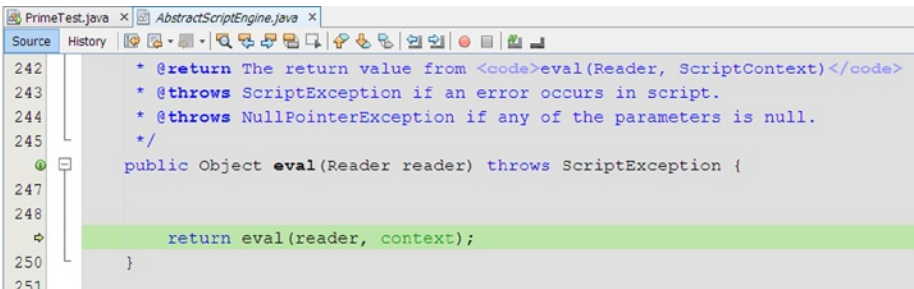 PrimeTest.java × AbstractScriptEngine.java ×
Source History
242 * @return The return value from <code>eval(Reader, ScriptContext)</code>
243 * @throws ScriptException if an error occurs in script.
244 * @throws NullPointerException if any of the parameters is null.
245 */
public Object eval(Reader reader) throws ScriptException {
247
248
return eval(reader, context);
250 }
251